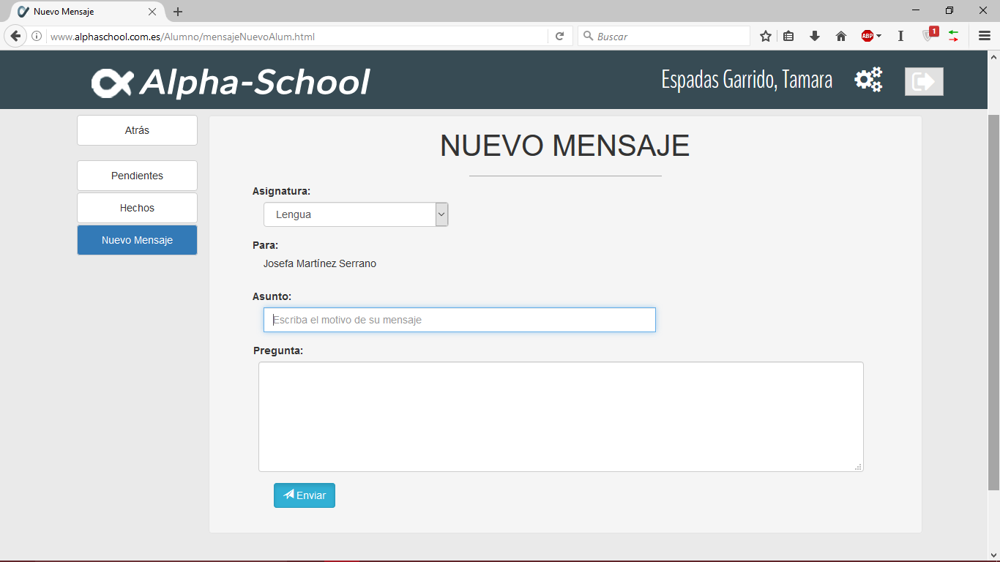 Nuevo Mensaje
www.alphaschool.com.es/Alumno/mensajeNuevoAlum.html
Buscar
ABP
1
Alpha-School
Espadas Garrido, Tamara
Atrás
Pendientes
Hechos
Nuevo Mensaje
NUEVO MENSAJE
Asignatura:
Lengua
Para:
Josefa Martínez Serrano
Asunto:
Escriba el motivo de su mensaje
Pregunta:
Enviar